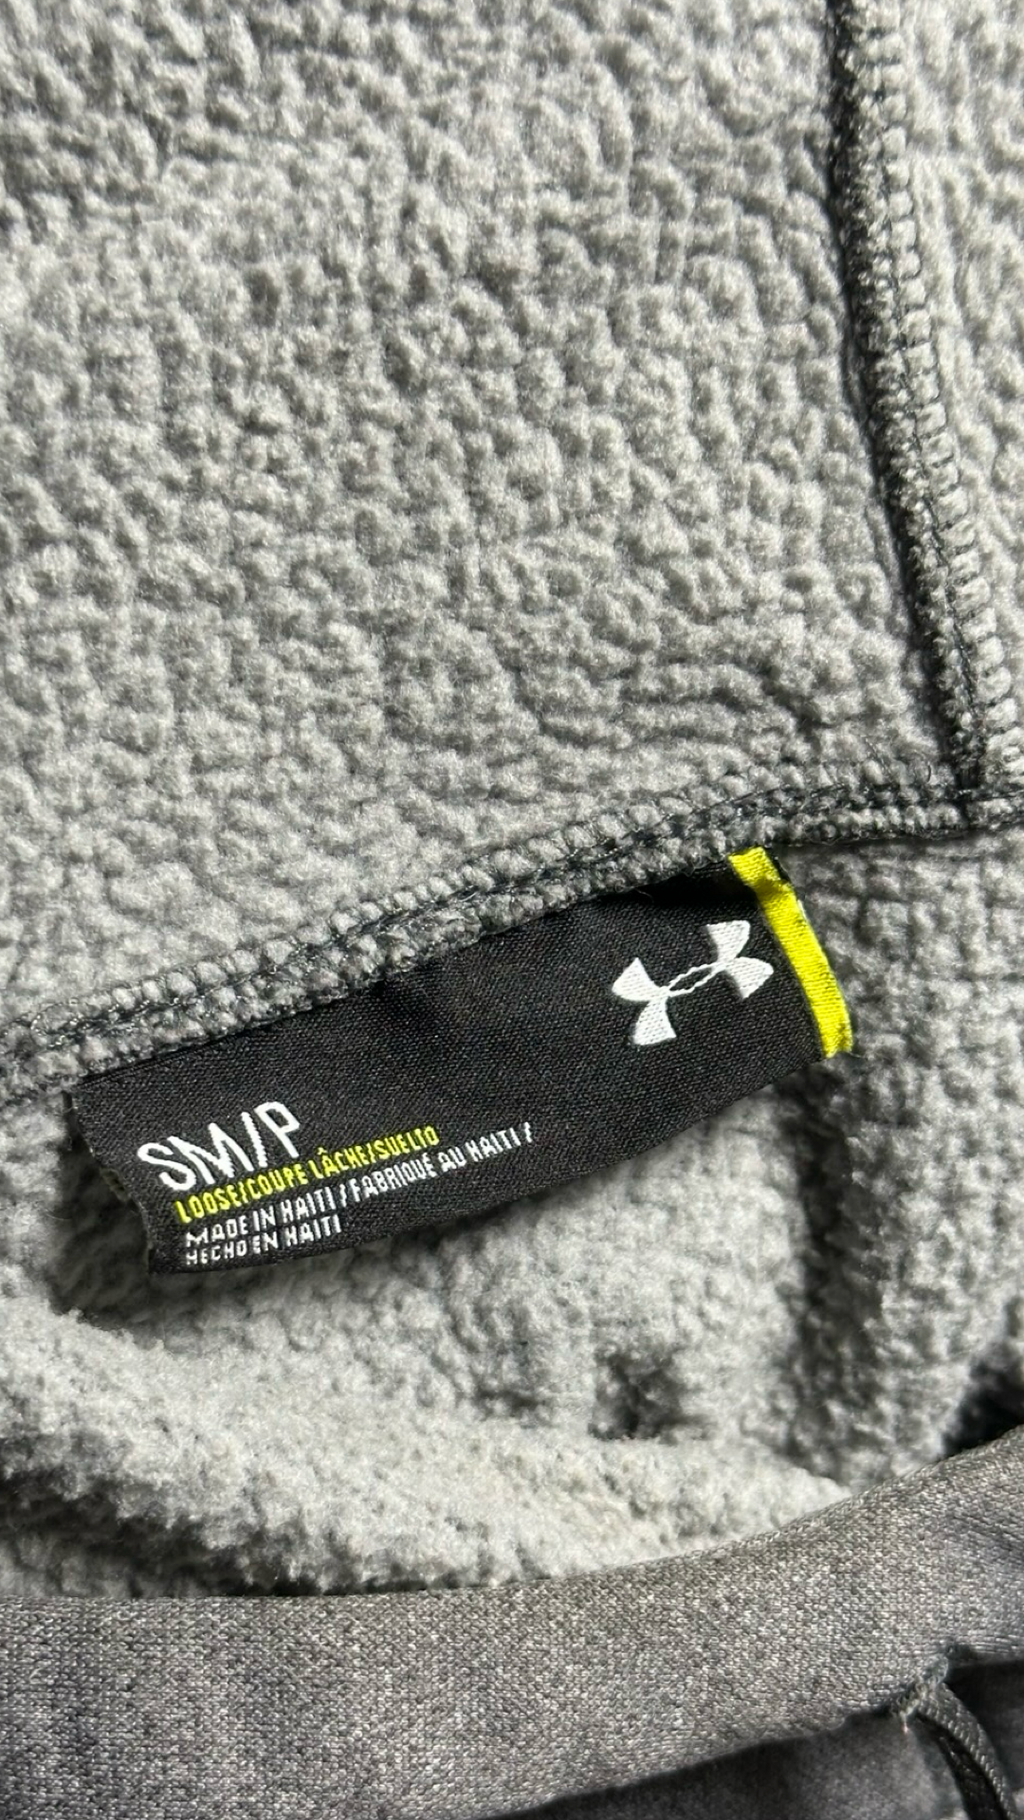 SM/P
LOOSE/COUPE LÂCHE/SUELTO
MADE IN HAITI / FABRIQUÉ AU HAITI /
HECHO EN HAITI